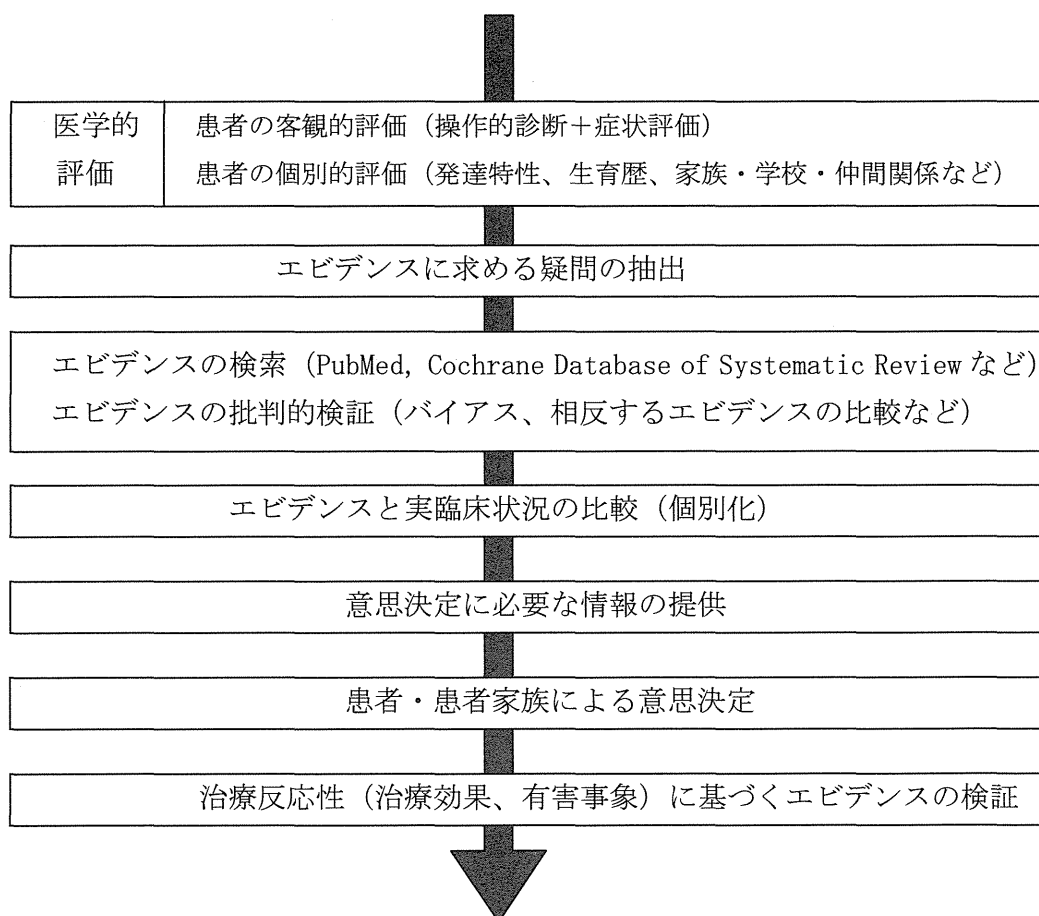 医学的
評価
患者の客観的評価（操作的診断＋症状評価）
患者の個別的評価（発達特性、生育歴、家族・学校・仲間関係など）
エビデンスに求める疑問の抽出
エビデンスの検索（PubMed, Cochrane Database of Systematic Review など）
エビデンスの批判的検証（バイアス、相反するエビデンスの比較など）
エビデンスと実臨床状況の比較（個別化）
意思決定に必要な情報の提供
患者・患者家族による意思決定
治療反応性（治療効果、有害事象）に基づくエビデンスの検証